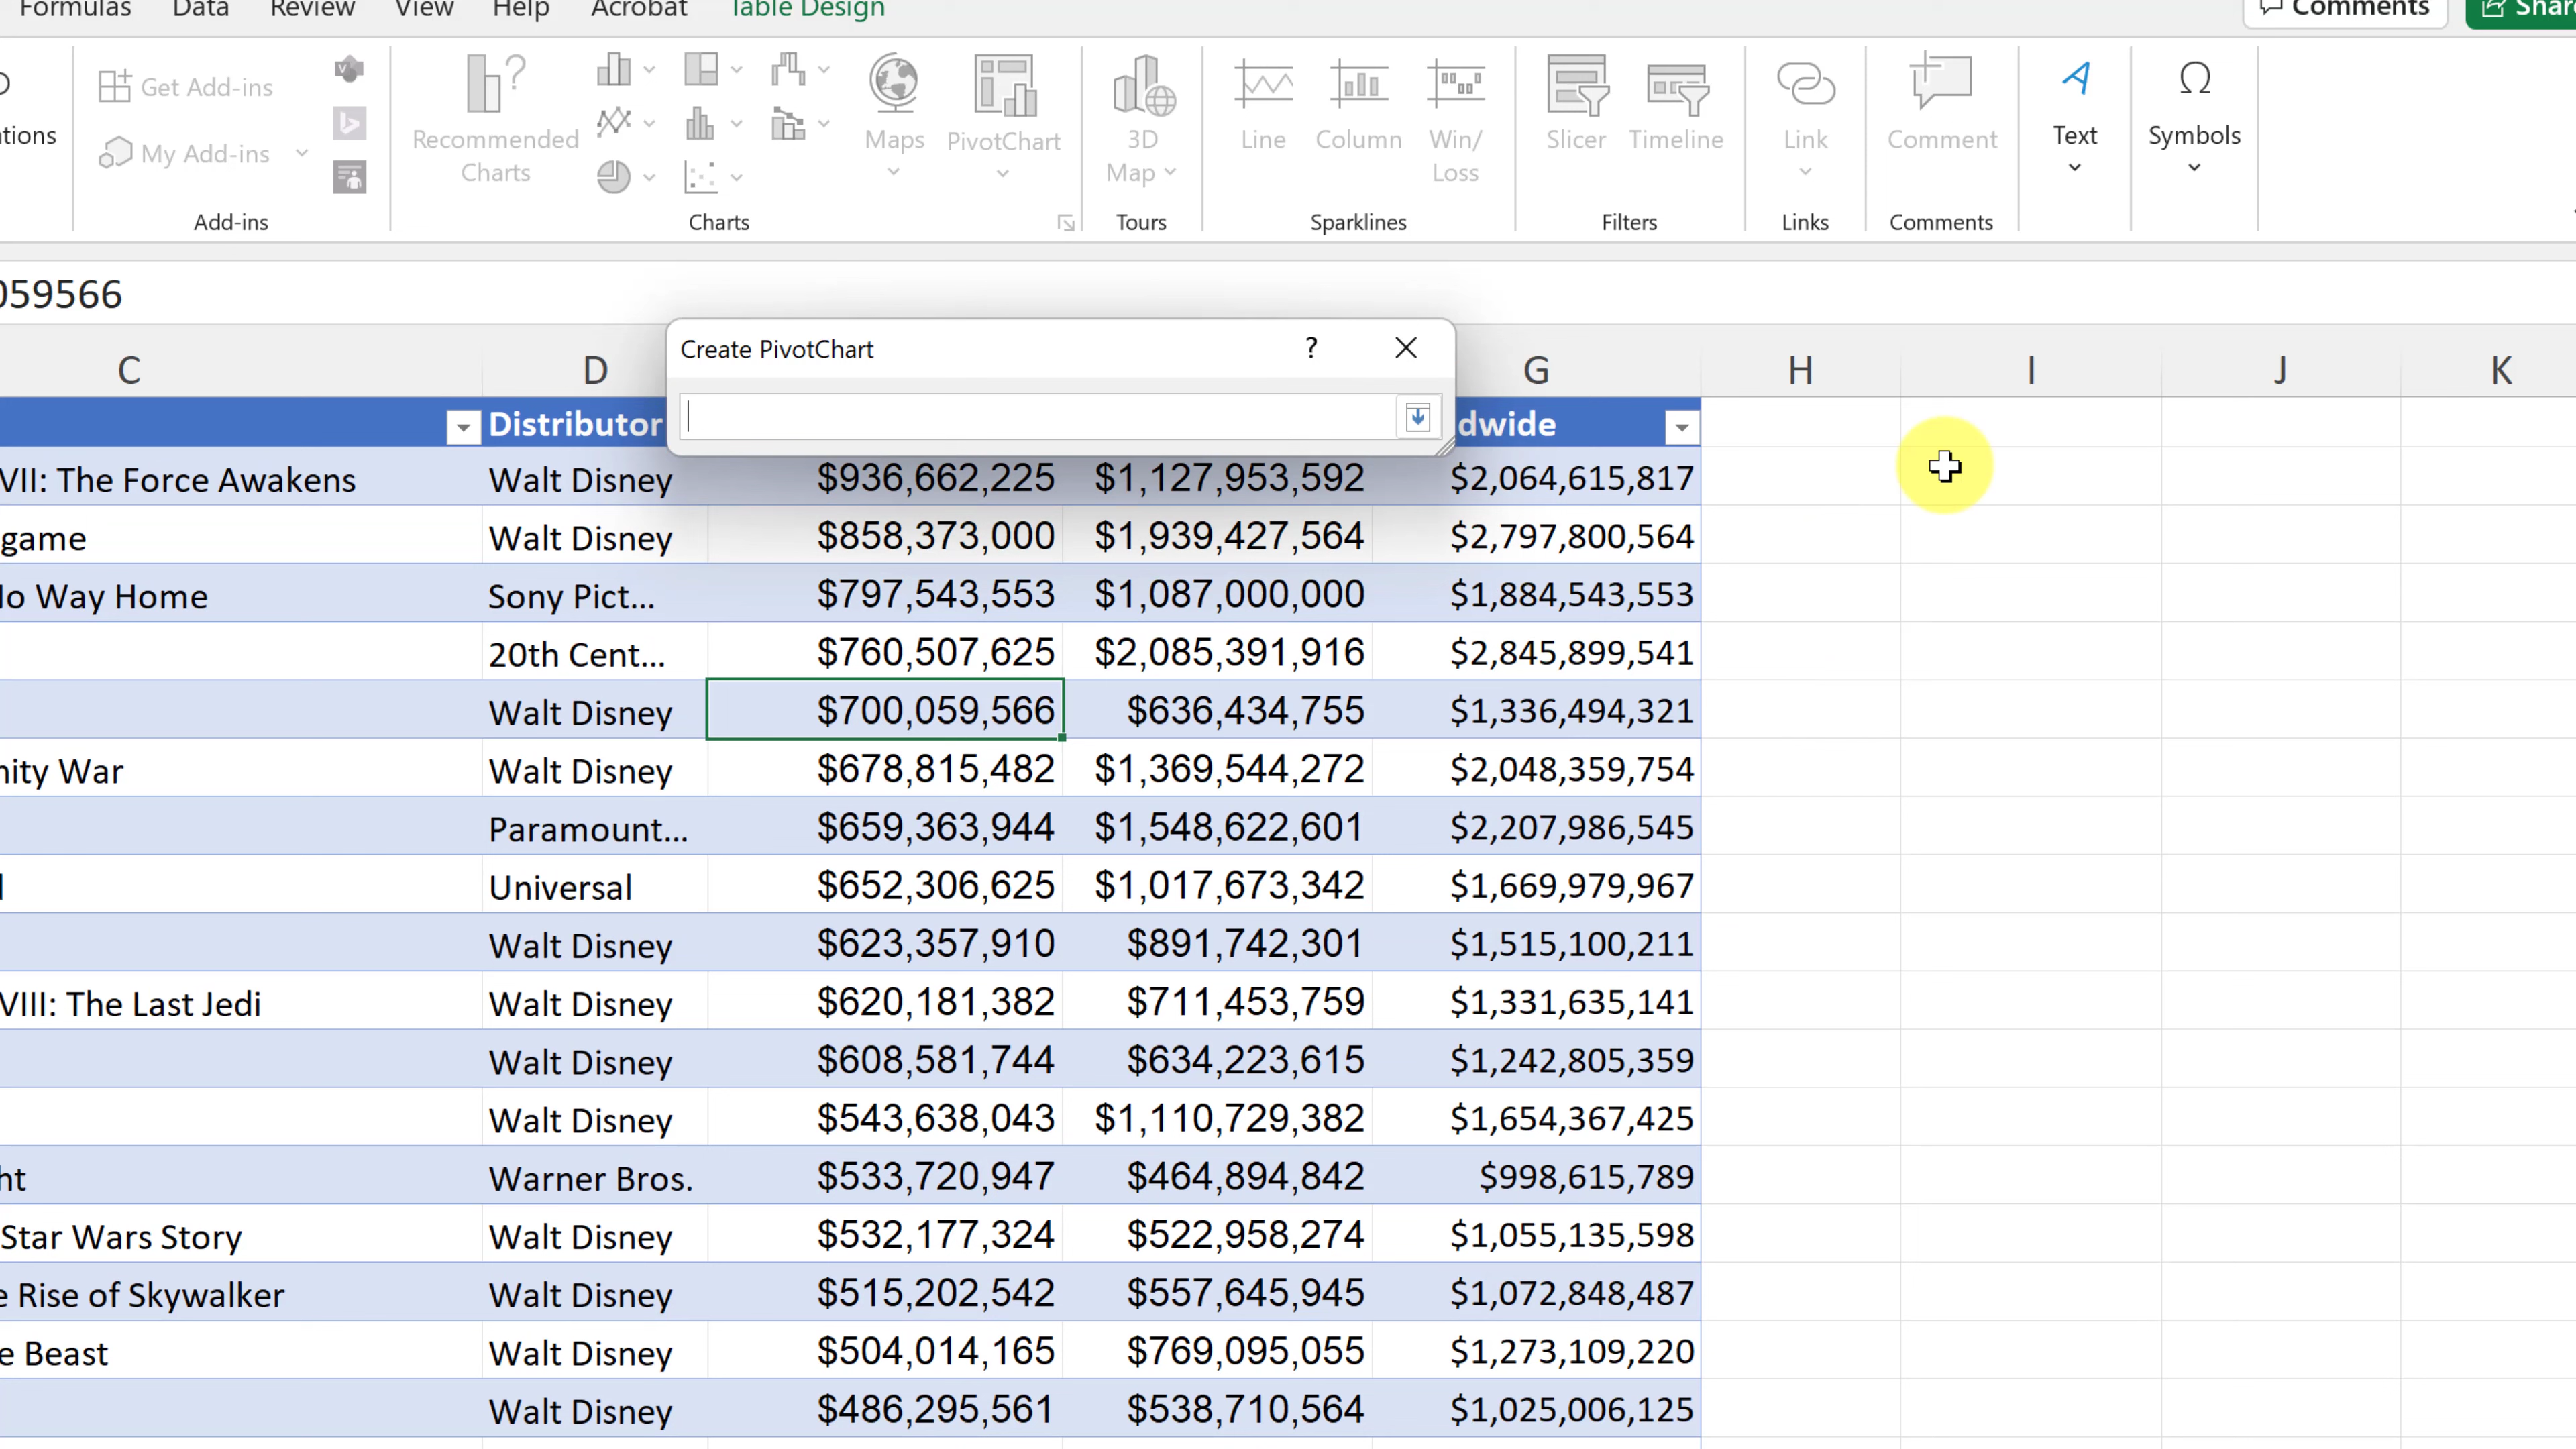 Formulas Data Review View Help Acrobat Table Design Comments
Get Add-ins
My Add-ins
Add-ins
Recommended
Charts
Maps
PivotChart
Charts
3D
Map
Tours
Line
Column
Win/
Loss
Sparklines
Slicer
Timeline
Filters
Link
Links
Comment
Comments
Text
Symbols
059566
Create PivotChart
C D G H I J K
Distributor dwide
VII: The Force Awakens Walt Disney $936,662,225 $1,127,953,592 $2,064,615,817
game Walt Disney $858,373,000 $1,939,427,564 $2,797,800,564
No Way Home Sony Pict... $797,543,553 $1,087,000,000 $1,884,543,553
20th Cent... $760,507,625 $2,085,391,916 $2,845,899,541
Walt Disney $700,059,566 $636,434,755 $1,336,494,321
nity War Walt Disney $678,815,482 $1,369,544,272 $2,048,359,754
Paramount... $659,363,944 $1,548,622,601 $2,207,986,545
Universal $652,306,625 $1,017,673,342 $1,669,979,967
Walt Disney $623,357,910 $891,742,301 $1,515,100,211
VIII: The Last Jedi Walt Disney $620,181,382 $711,453,759 $1,331,635,141
Walt Disney $608,581,744 $634,223,615 $1,242,805,359
Walt Disney $543,638,043 $1,110,729,382 $1,654,367,425
ht Warner Bros. $533,720,947 $464,894,842 $998,615,789
Star Wars Story Walt Disney $532,177,324 $522,958,274 $1,055,135,598
e Rise of Skywalker Walt Disney $515,202,542 $557,645,945 $1,072,848,487
e Beast Walt Disney $504,014,165 $769,095,055 $1,273,109,220
Walt Disney $486,295,561 $538,710,564 $1,025,006,125